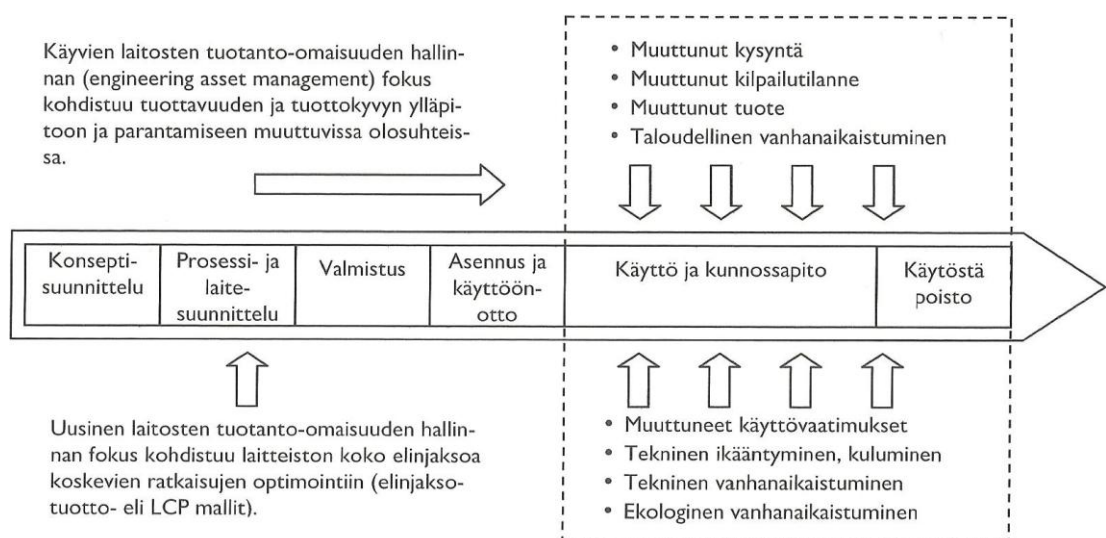 Käyvien laitosten tuotanto-omaisuuden hallin-
nan (engineering asset management) fokus
kohdistuu tuottavuuden ja tuottokyvyn ylläpi-
toon ja parantamiseen muuttuvissa olosuhteis-
sa.
• Muuttunut kysyntä
• Muuttunut kilpailutilanne
• Muuttunut tuote
• Taloudellinen vanhanaikaistuminen
Konsepti-
suunnittelu
Prosessi- ja
laite-
suunnittelu
Valmistus
Asennus ja
käyttöön-
otto
Käyttö ja kunnossapito
Käytöstä
poisto
Uusinen laitosten tuotanto-omaisuuden hallin-
nan fokus kohdistuu laitteiston koko elinjaksoa
koskevien ratkaisujen optimointiin (elinjakso-
tuotto- eli LCP mallit).
• Muuttuneet käyttövaatimukset
• Tekninen ikääntyminen, kuluminen
• Tekninen vanhanaikaistuminen
• Ekologinen vanhanaikaistuminen